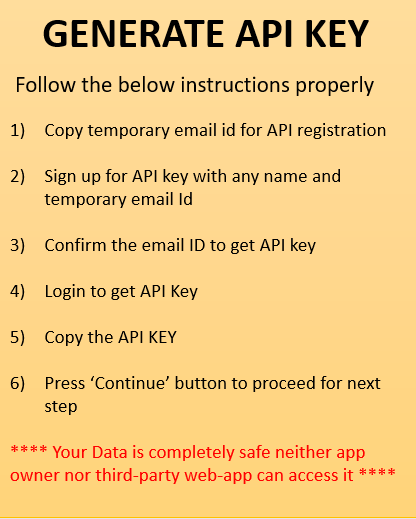 GENERATE API KEY
Follow the below instructions properly
1) Copy temporary email id for API registration
2) Sign up for API key with any name and
temporary email Id
3) Confirm the email ID to get API key
4) Login to get API Key
5) Copy the API KEY
6) Press ‘Continue’ button to proceed for next
step
**** Your Data is completely safe neither app
owner nor third-party web-app can access it ****